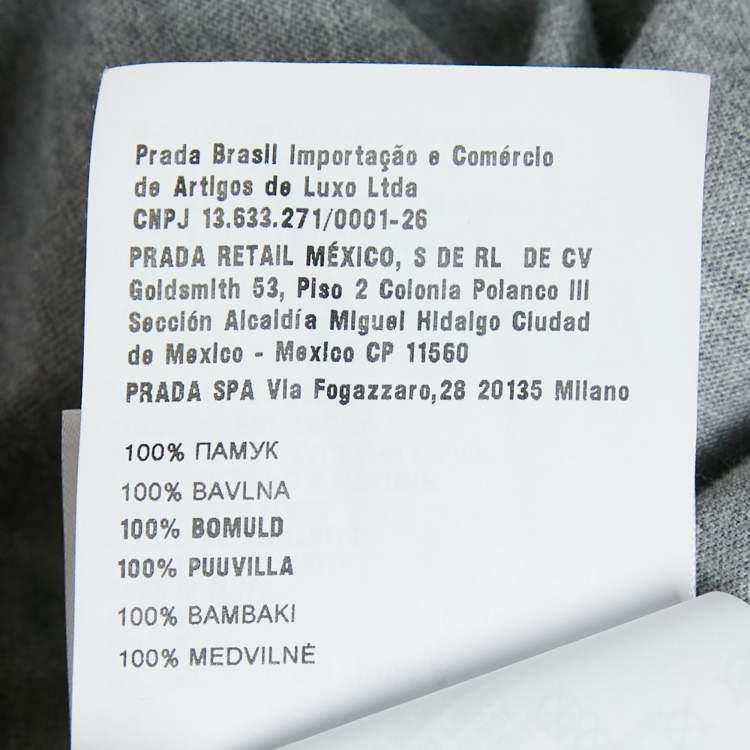 Prada Brasil Importação e Comércio
de Artigos de Luxo Ltda
CNPJ 13.633.271/0001-26
PRADA RETAIL MÉXICO, S DE RL DE CV
Goldsmith 53, Piso 2 Colonia Polanco III
Sección Alcaldía Miguel Hidalgo Ciudad
de Mexico - Mexico CP 11560
PRADA SPA Via Fogazzaro,28 20135 Milano
100% ПАМУК
100% BAVLNA
100% BOMULD
100% PUUVILLA
100% BAMBAKI
100% MEDVILNĖ